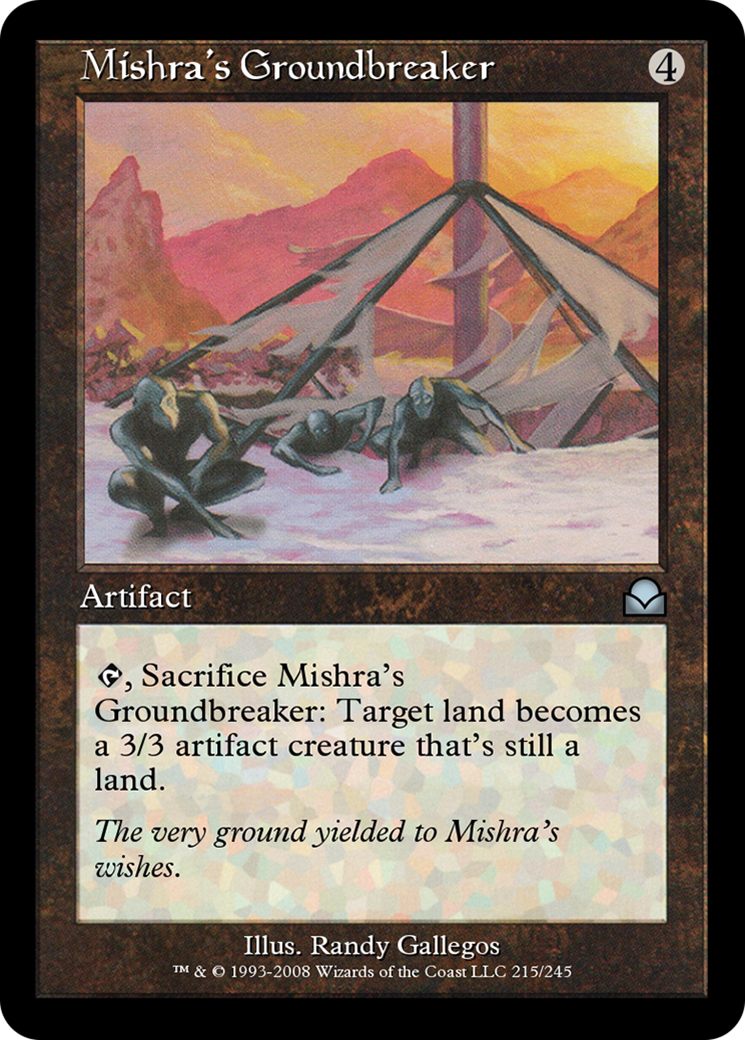 Mishra's Groundbreaker 4
Artifact
, Sacrifice Mishra's
Groundbreaker: Target land becomes
a 3/3 artifact creature that's still a
land.
The very ground yielded to Mishra's
wishes.
Illus. Randy Gallegos
™ & © 1993-2008 Wizards of the Coast LLC 215/245